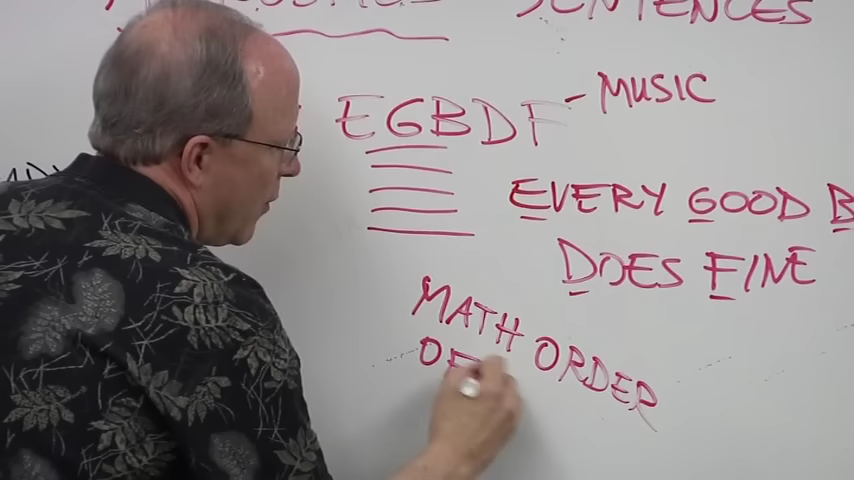 SENTENCES
EGBDF - MUSIC
EVERY GOOD B
DOES FINE
MATH ORDER
OF